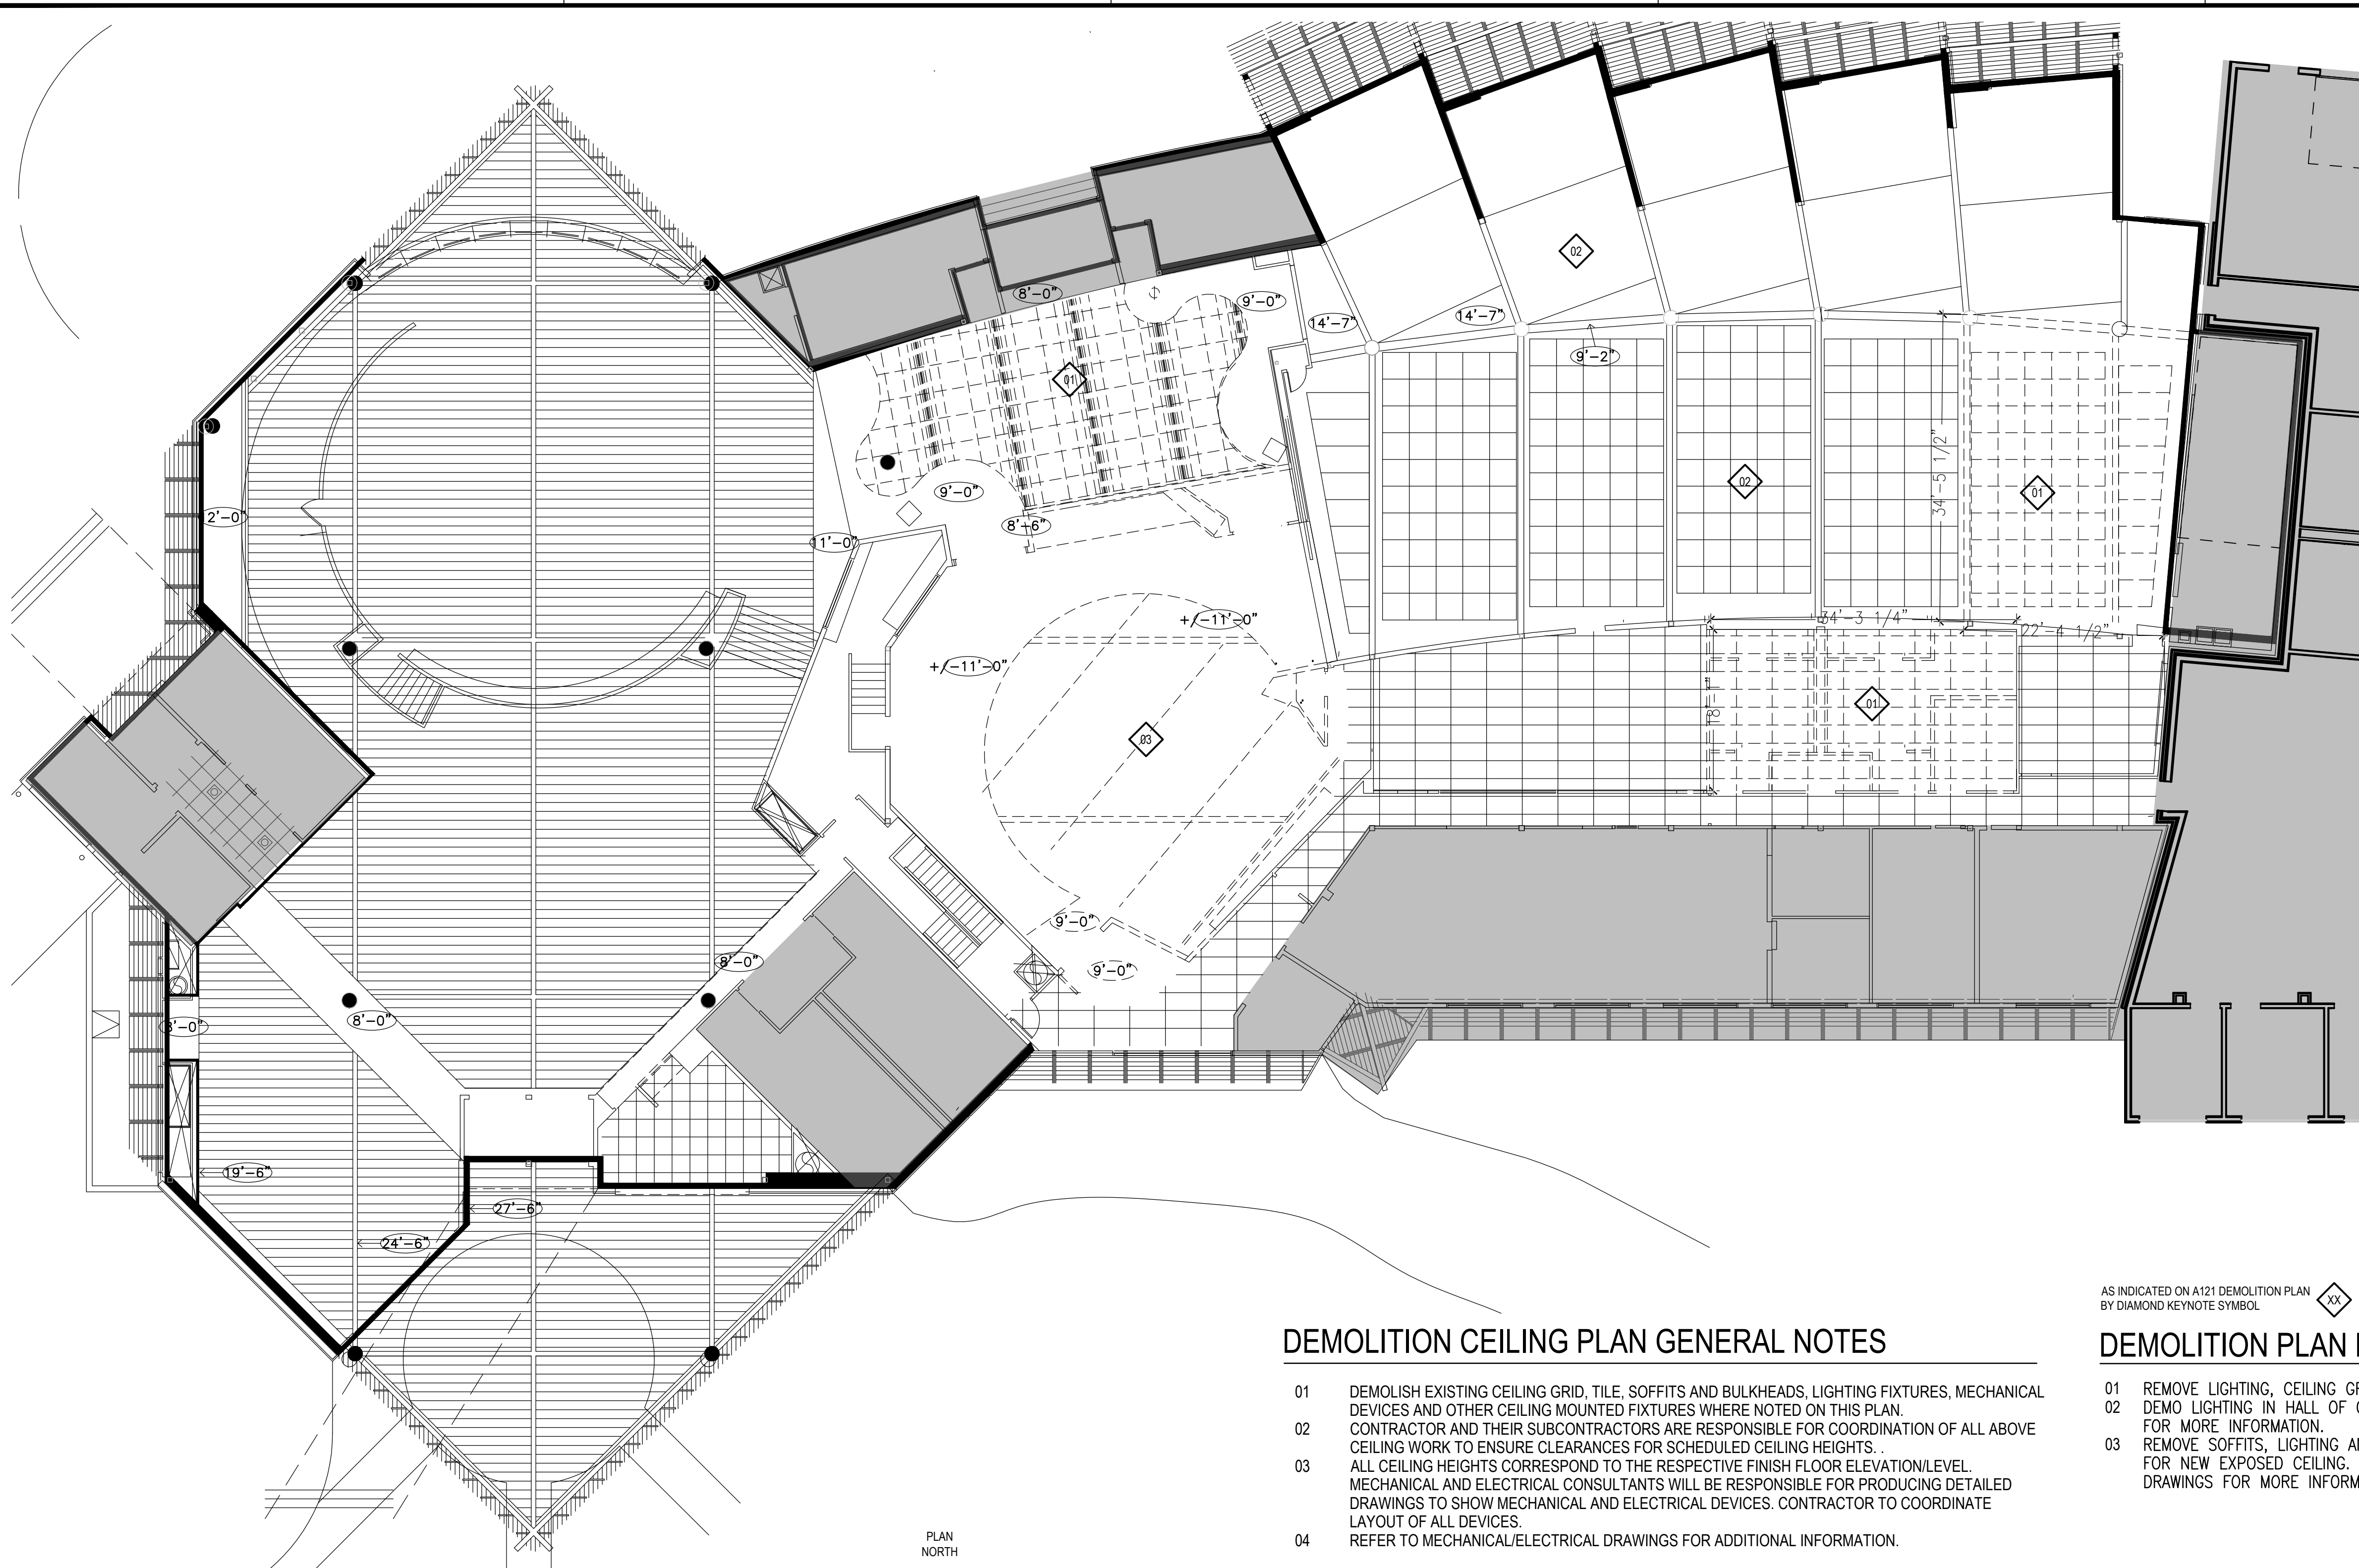 02
8'-0"
9'-0"
14'-7"
14'-7"
9'-2"
01
34'-5 1/2"
9'-0"
02
01
8'-6"
2'-0"
11'-0"
+/-11'-0"
34'-3 1/4"
22'-4 1/2"
+/-11'-0"
01
18'-1"
03
9'-0"
8'-0"
9'-0"
8'-0"
8'-0"
19'-6"
27'-6"
24'-6"
AS INDICATED ON A121 DEMOLITION PLAN
BY DIAMOND KEYNOTE SYMBOL
XX
DEMOLITION CEILING PLAN GENERAL NOTES
01 DEMOLISH EXISTING CEILING GRID, TILE, SOFFITS AND BULKHEADS, LIGHTING FIXTURES, MECHANICAL
DEVICES AND OTHER CEILING MOUNTED FIXTURES WHERE NOTED ON THIS PLAN.
02 CONTRACTOR AND THEIR SUBCONTRACTORS ARE RESPONSIBLE FOR COORDINATION OF ALL ABOVE
CEILING WORK TO ENSURE CLEARANCES FOR SCHEDULED CEILING HEIGHTS. .
03 ALL CEILING HEIGHTS CORRESPOND TO THE RESPECTIVE FINISH FLOOR ELEVATION/LEVEL.
MECHANICAL AND ELECTRICAL CONSULTANTS WILL BE RESPONSIBLE FOR PRODUCING DETAILED
DRAWINGS TO SHOW MECHANICAL AND ELECTRICAL DEVICES. CONTRACTOR TO COORDINATE
LAYOUT OF ALL DEVICES.
04 REFER TO MECHANICAL/ELECTRICAL DRAWINGS FOR ADDITIONAL INFORMATION.
DEMOLITION PLAN
01 REMOVE LIGHTING, CEILING
02 DEMO LIGHTING IN HALL OF
FOR MORE INFORMATION.
03 REMOVE SOFFITS, LIGHTING
FOR NEW EXPOSED CEILING.
DRAWINGS FOR MORE
PLAN
NORTH